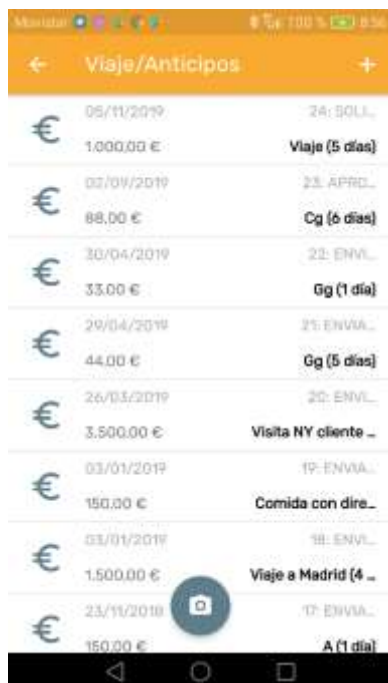 Movistar 100 % 8:56
Viaje/Anticipos
05/11/2019 24: SOLI...
1.000,00 € Viaje (5 días)
02/09/2019 23: APRO...
88,00 € Cg (6 días)
30/04/2019 22: ENVI...
33,00 € Gg (1 día)
29/04/2019 21: ENVIA...
44,00 € Gg (5 días)
26/03/2019 20: ENVI...
3.500,00 € Visita NY cliente ...
03/01/2019 19: ENVIA...
150,00 € Comida con dire...
03/01/2019 18: ENVI...
1.500,00 € Viaje a Madrid (4 ...
23/11/2018 17: ENVIA...
150,00 € A (1 día)